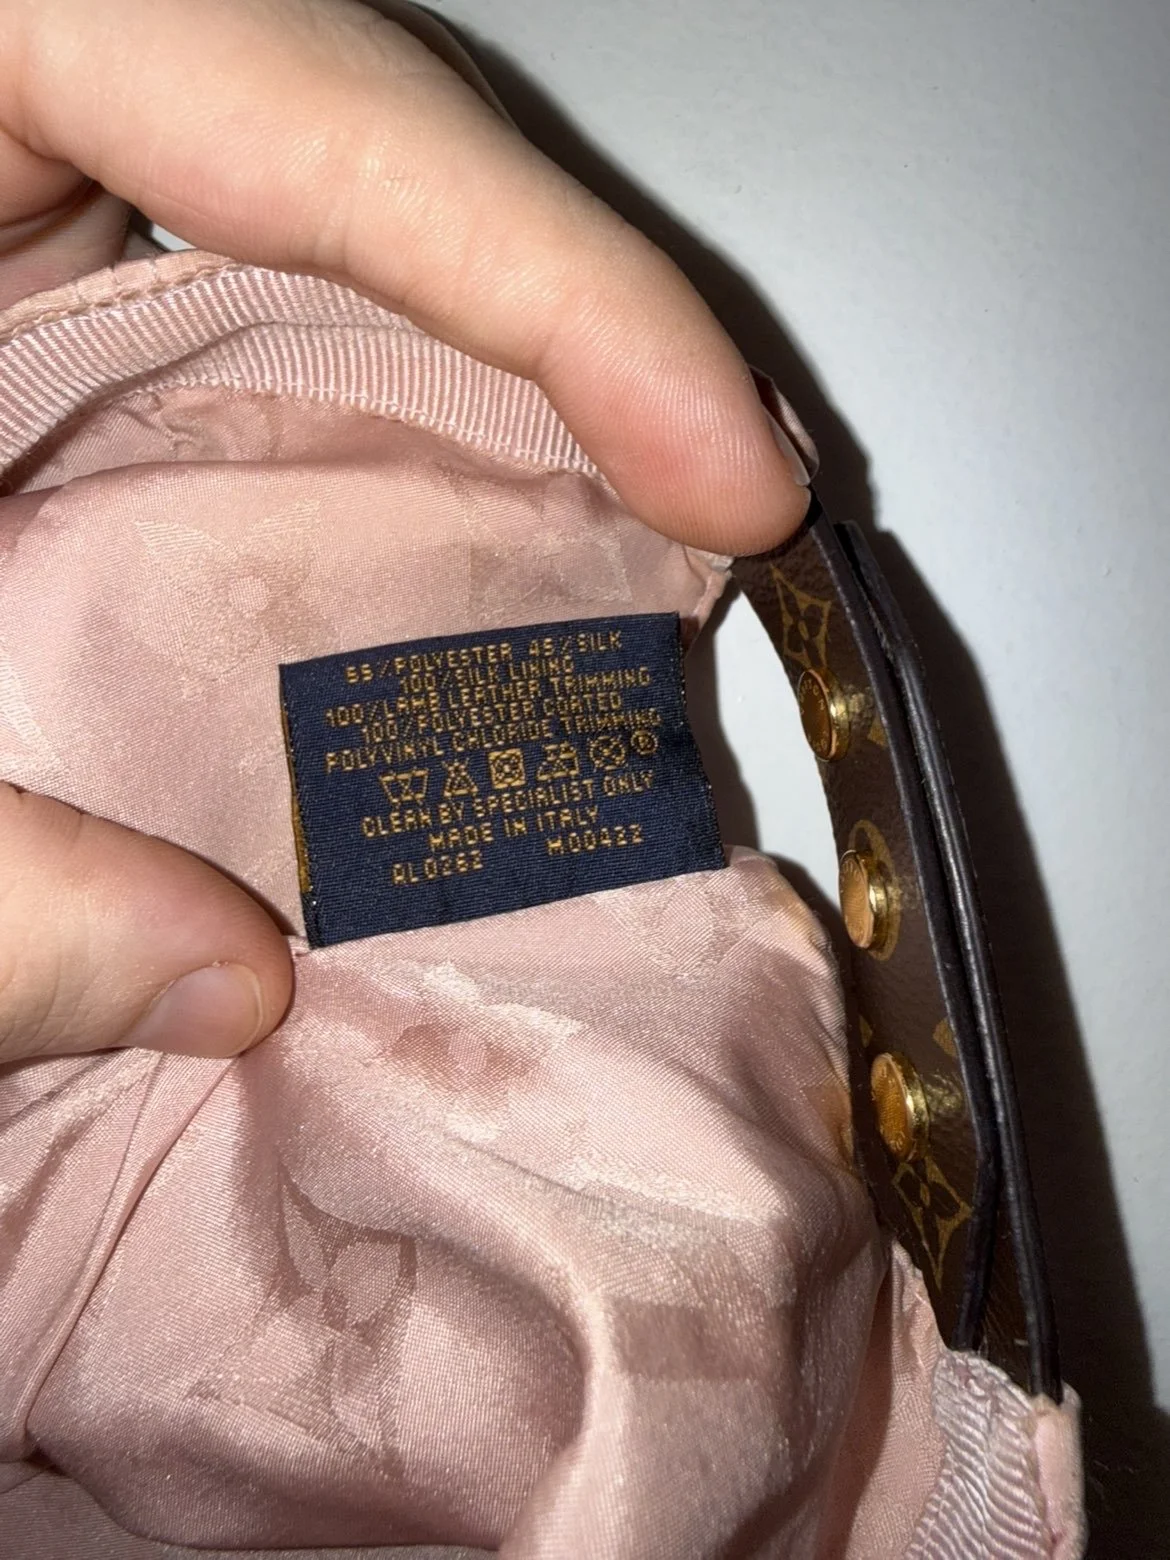 55%POLYESTER 45%SILK
100%SILK LINING
100%LAMB LEATHER TRIMMING
100%POLYESTER COATED
POLYVINYL CHLORIDE TRIMMING
CLEAN BY SPECIALIST ONLY
MADE IN ITALY
AL0262 M00422